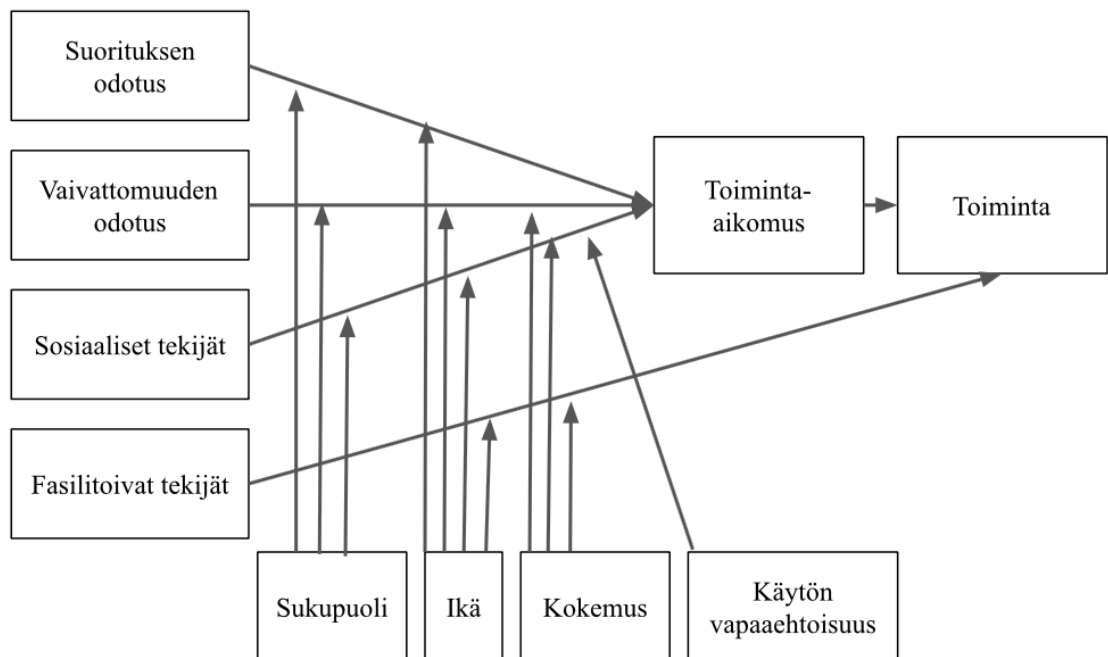 Suorituksen
odotus
Vaivattomuuden
odotus
Sosiaaliset tekijät
Fasilitoivat tekijät
Toiminta-
aikomus
Toiminta
Sukupuoli
Ikä
Kokemus
Käytön
vapaaehtoisuus